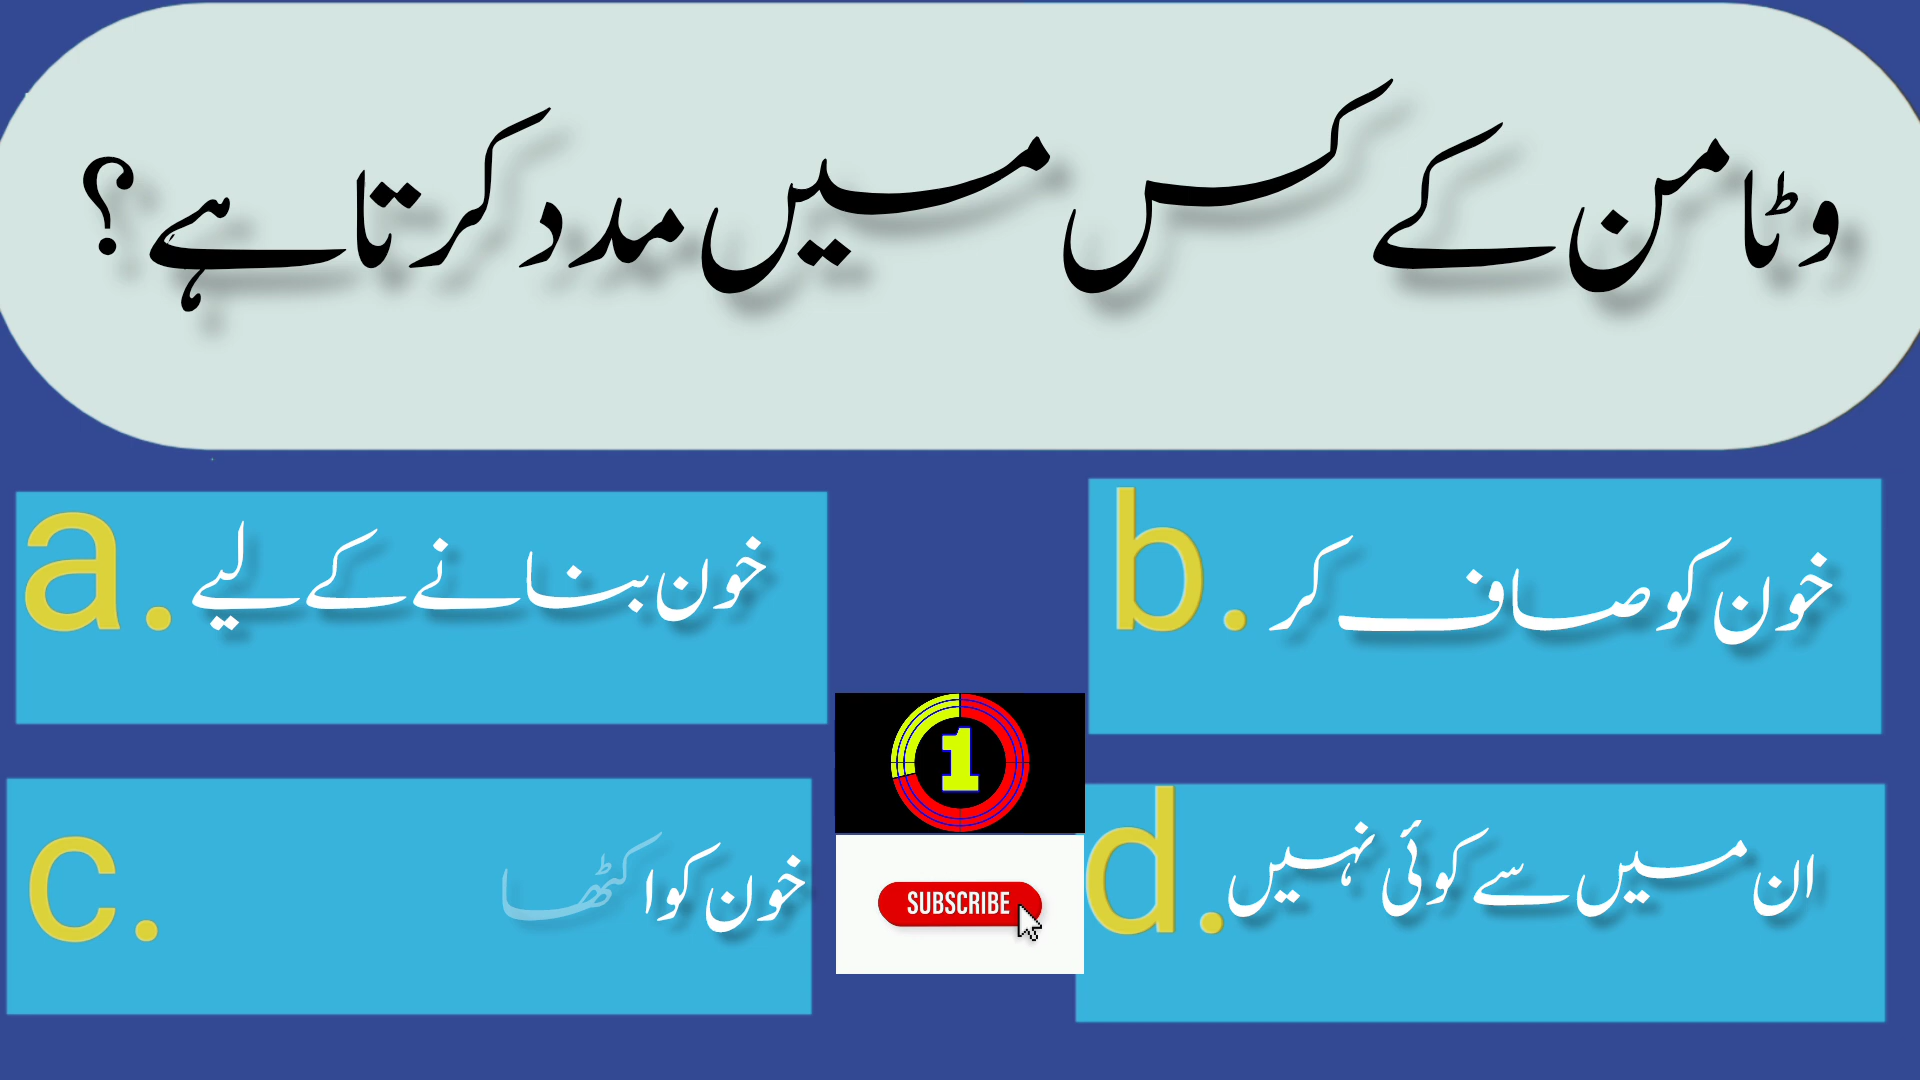 وٹامن کے کس میں مدد کرتا ہے؟
a. خون بنانے کے لیے
b. خون کو صاف کر
1
c. خون کو اکٹھا
SUBSCRIBE
d. ان میں سے کوئی نہیں